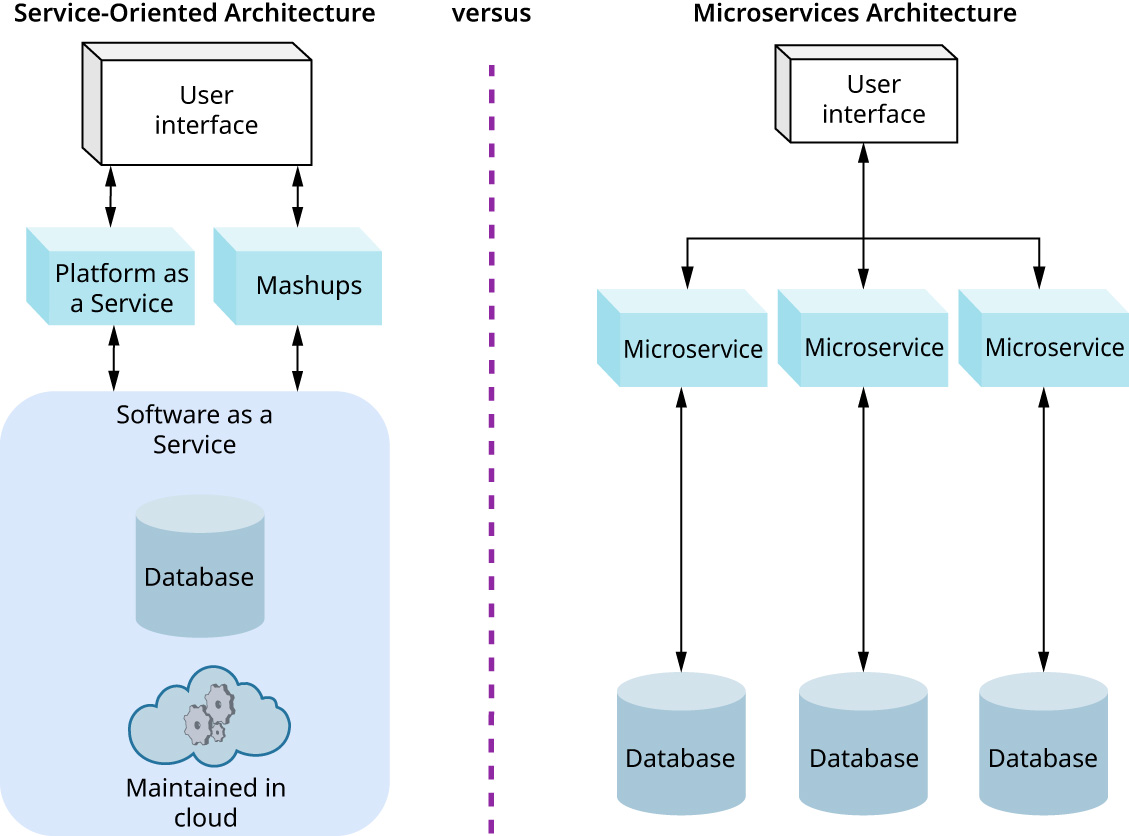 Service-Oriented Architecture
versus
Microservices Architecture
User
interface
Platform as
a Service
Mashups
Software as a
Service
Database
Maintained in
cloud
User
interface
Microservice
Microservice
Microservice
Database
Database
Database